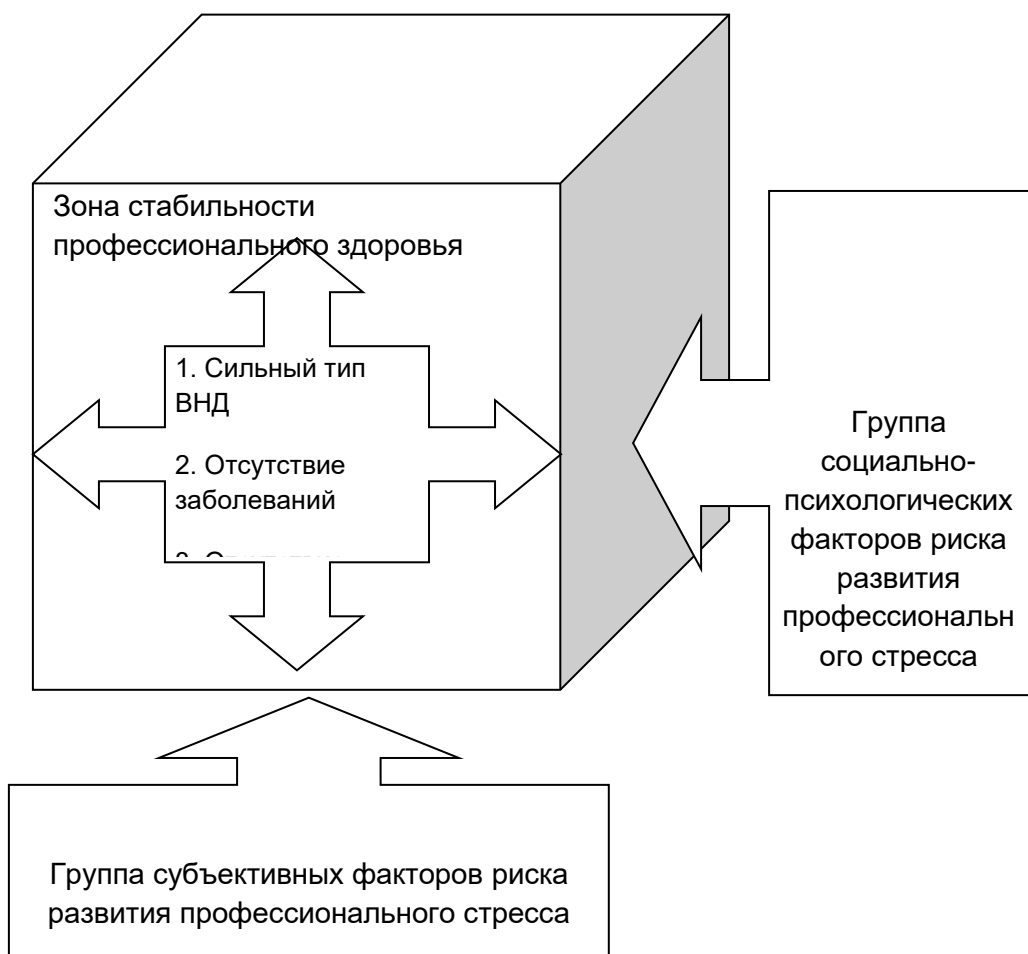 Зона стабильности
профессионального здоровья
1. Сильный тип
ВНД
2. Отсутствие
заболеваний
Группа
социально-
психологических
факторов риска
развития
профессиональн
ого стресса
Группа субъективных факторов риска
развития профессионального стресса